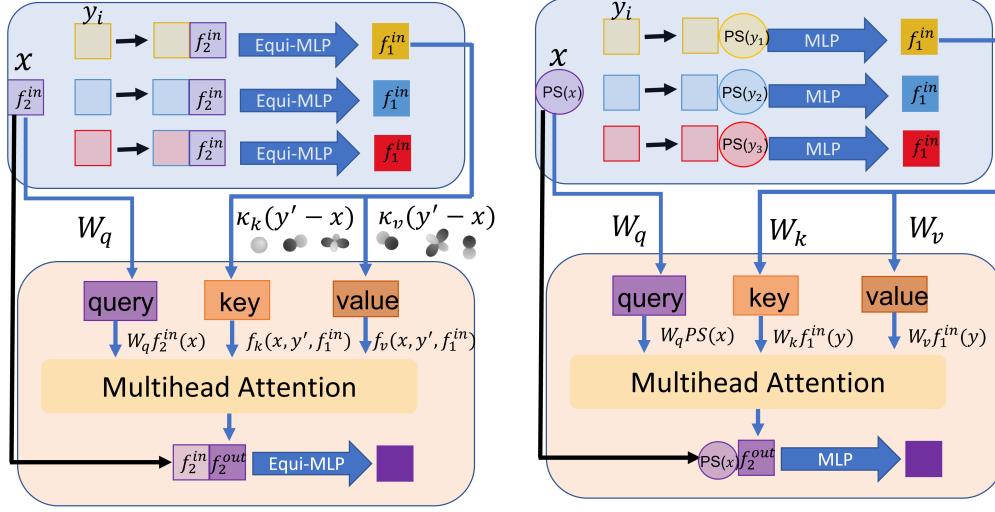 y_i
x
f_2^{in}
f_2^{in} Equi-MLP f_1^{in}
f_2^{in} Equi-MLP f_1^{in}
f_2^{in} Equi-MLP f_1^{in}
W_q
κ_k(y′ − x) κ_v(y′ − x)
query key value
W_q f_2^{in}(x) f_k(x, y′, f_1^{in}) f_v(x, y′, f_1^{in})
Multihead Attention
f_2^{in} f_2^{out} Equi-MLP
y_i
x
PS(x)
PS(y_1) MLP f_1^{in}
PS(y_2) MLP f_1^{in}
PS(y_3) MLP f_1^{in}
W_q W_k W_v
query key value
W_q PS(x) W_k f_1^{in}(y) W_v f_1^{in}(y)
Multihead Attention
PS(x) f_2^{out} MLP